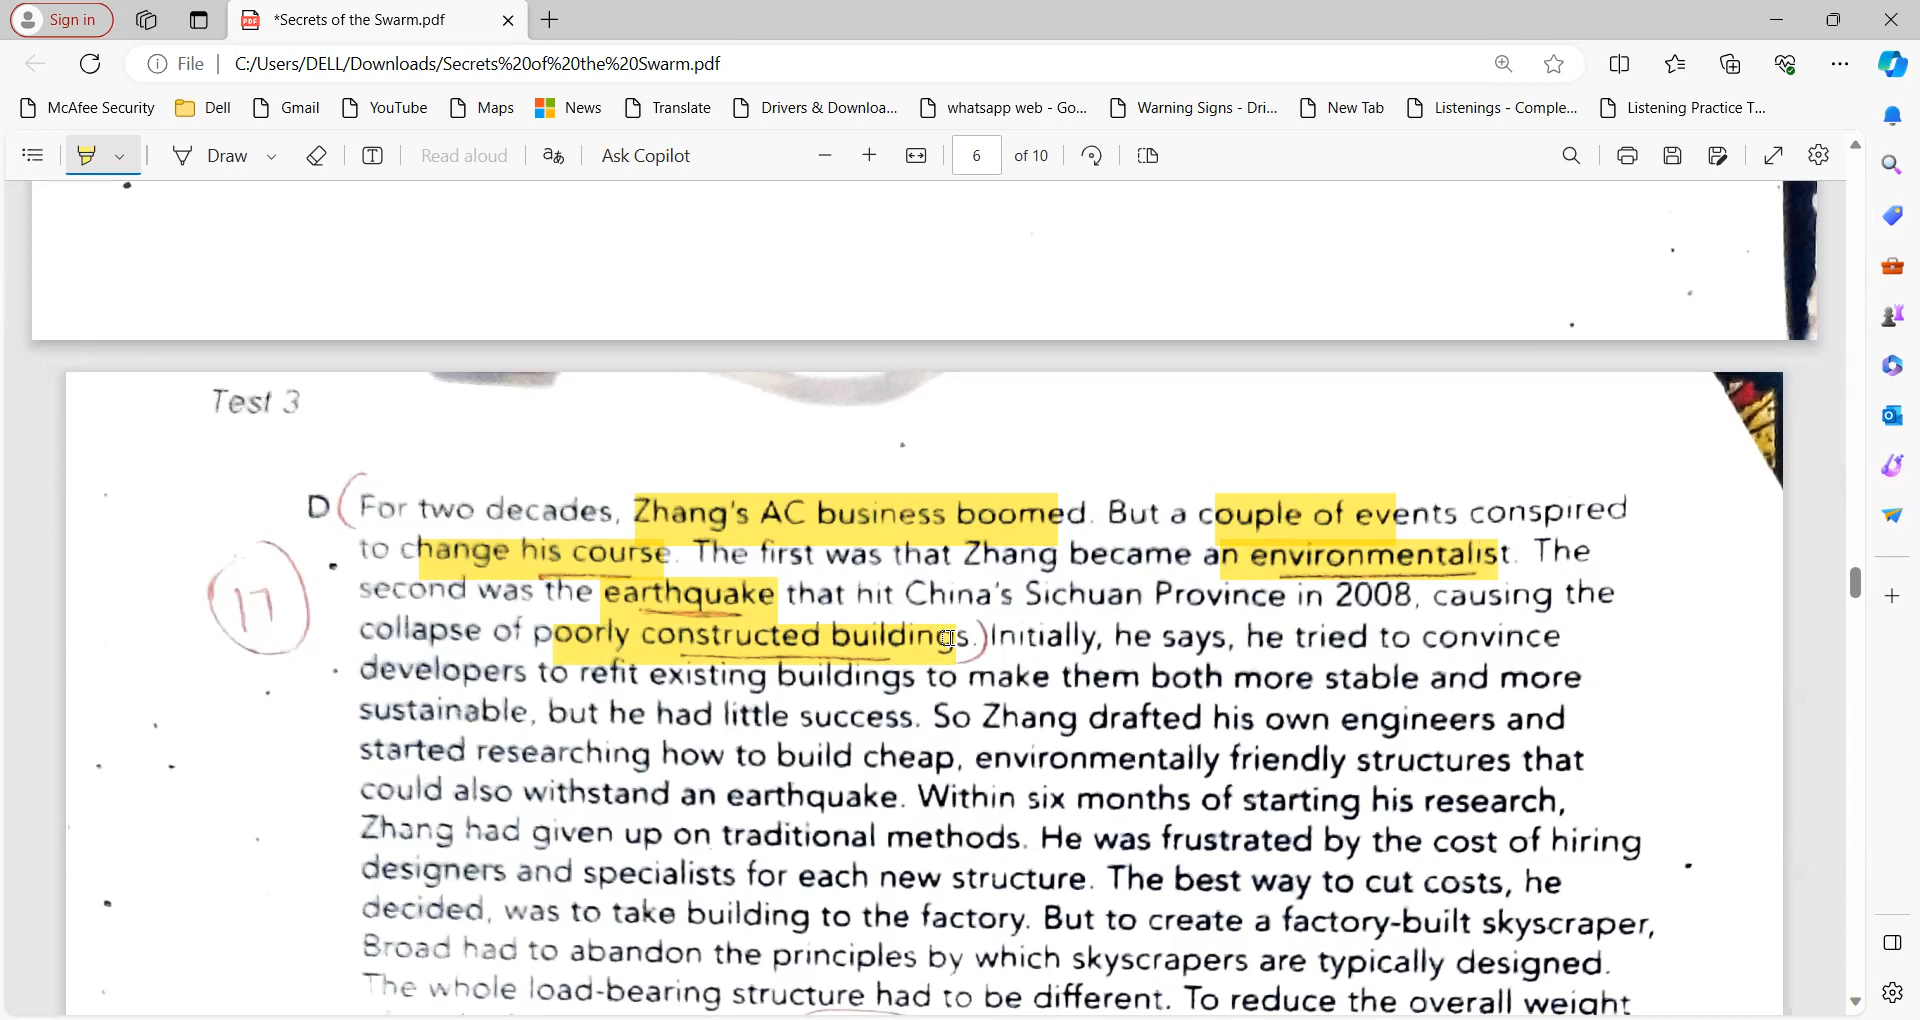 Sign in
*Secrets of the Swarm.pdf
File
C:/Users/DELL/Downloads/Secrets%20of%20the%20Swarm.pdf
McAfee Security
Dell
Gmail
YouTube
Maps
News
Translate
Drivers & Downloa...
whatsapp web - Go...
Warning Signs - Dri...
New Tab
Listenings - Comple...
Listening Practice T...
Draw
Read aloud
aあ
Ask Copilot
6
of 10
Test 3
D For two decades, Zhang's AC business boomed. But a couple of events conspired
to change his course. The first was that Zhang became an environmentalist. The
second was the earthquake that hit China's Sichuan Province in 2008, causing the
17
collapse of poorly constructed buildings. Initially, he says, he tried to convince
developers to refit existing buildings to make them both more stable and more
sustainable, but he had little success. So Zhang drafted his own engineers and
started researching how to build cheap, environmentally friendly structures that
could also withstand an earthquake. Within six months of starting his research,
Zhang had given up on traditional methods. He was frustrated by the cost of hiring
designers and specialists for each new structure. The best way to cut costs, he
decided, was to take building to the factory. But to create a factory-built skyscraper,
Broad had to abandon the principles by which skyscrapers are typically designed.
The whole load-bearing structure had to be different. To reduce the overall weight